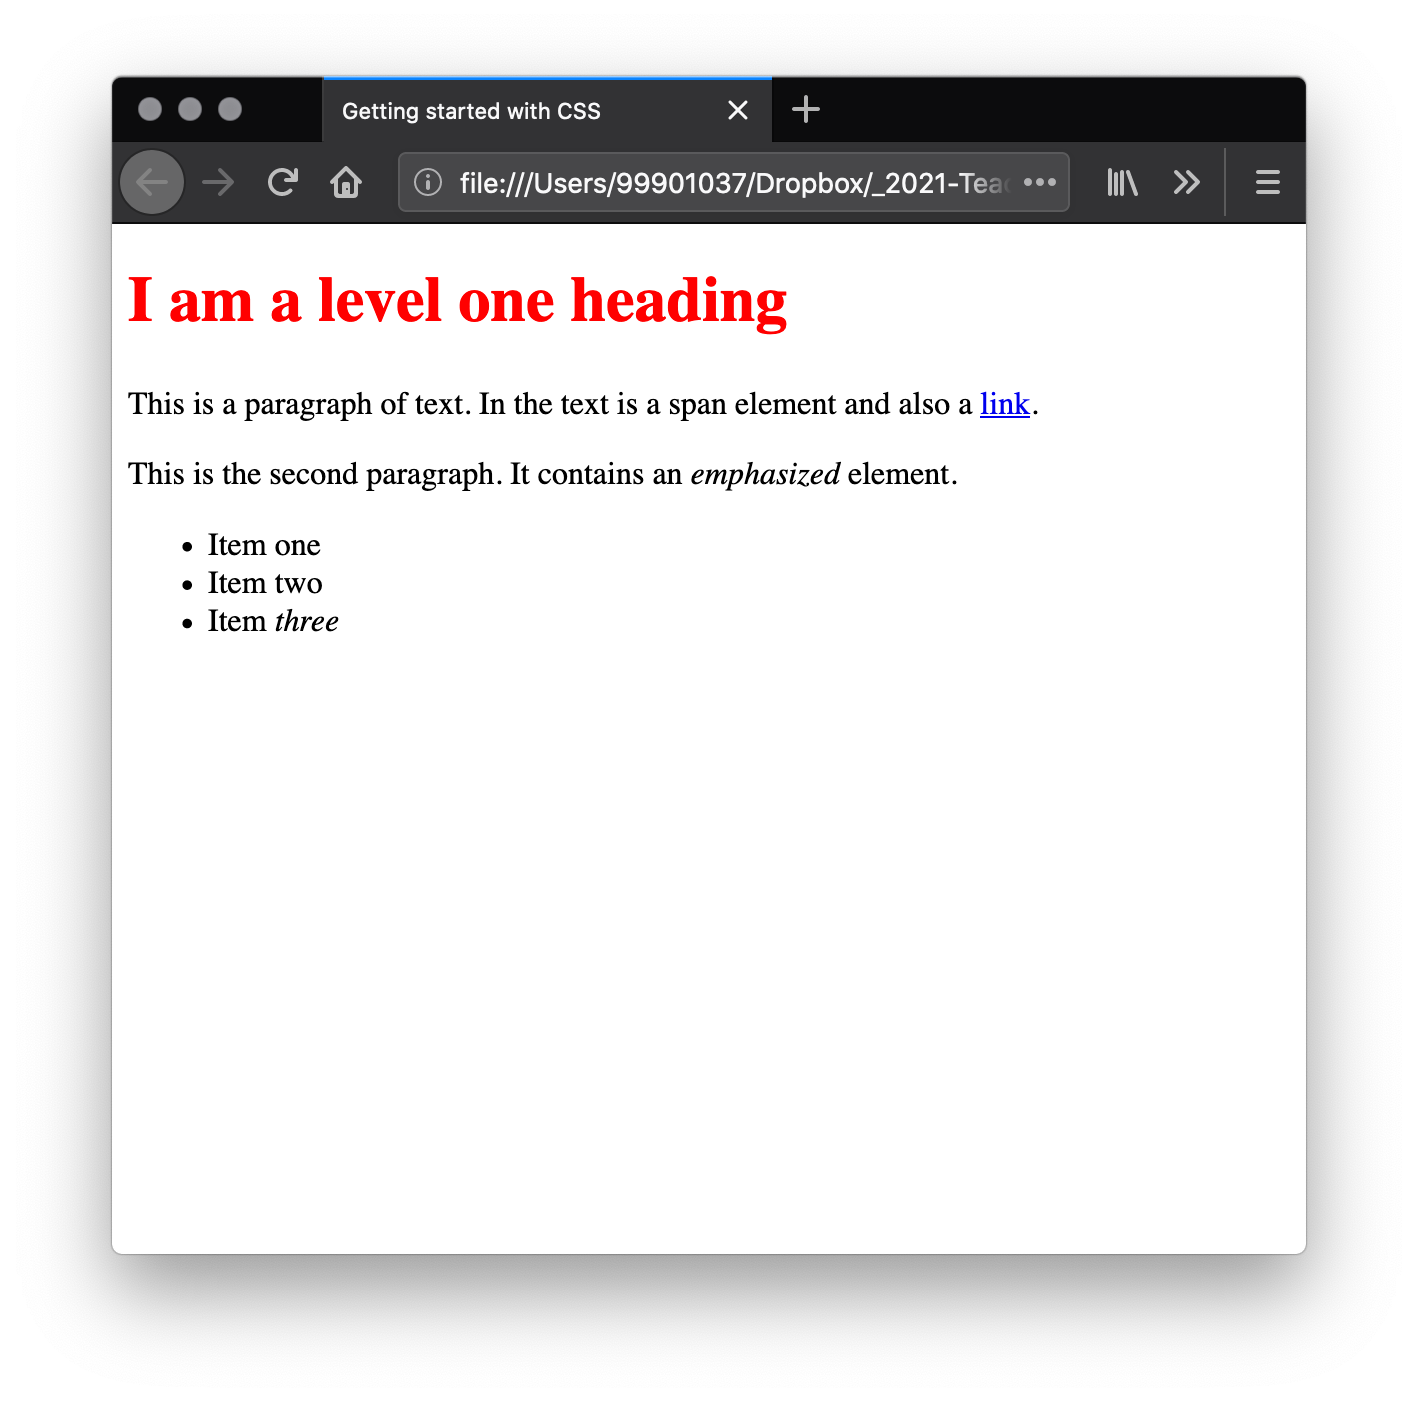 Getting started with CSS
file:///Users/99901037/Dropbox/_2021-Teac
I am a level one heading
This is a paragraph of text. In the text is a span element and also a link.
This is the second paragraph. It contains an emphasized element.
• Item one
• Item two
• Item three